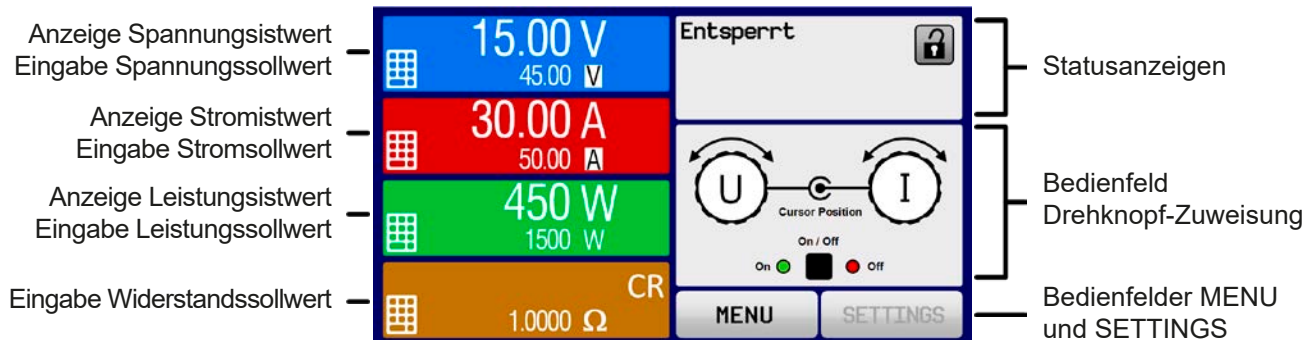 Anzeige Spannungsistwert
Eingabe Spannungssollwert
Anzeige Stromistwert
Eingabe Stromsollwert
Anzeige Leistungsistwert
Eingabe Leistungssollwert
Eingabe Widerstandssollwert
15.00 V
45.00 V
30.00 A
50.00 A
450 W
1500 W
CR
1.0000 Ω
Entsperrt
U
I
Cursor Position
On / Off
On
Off
MENU
SETTINGS
Statusanzeigen
Bedienfeld
Drehknopf-Zuweisung
Bedienfelder MENU
und SETTINGS